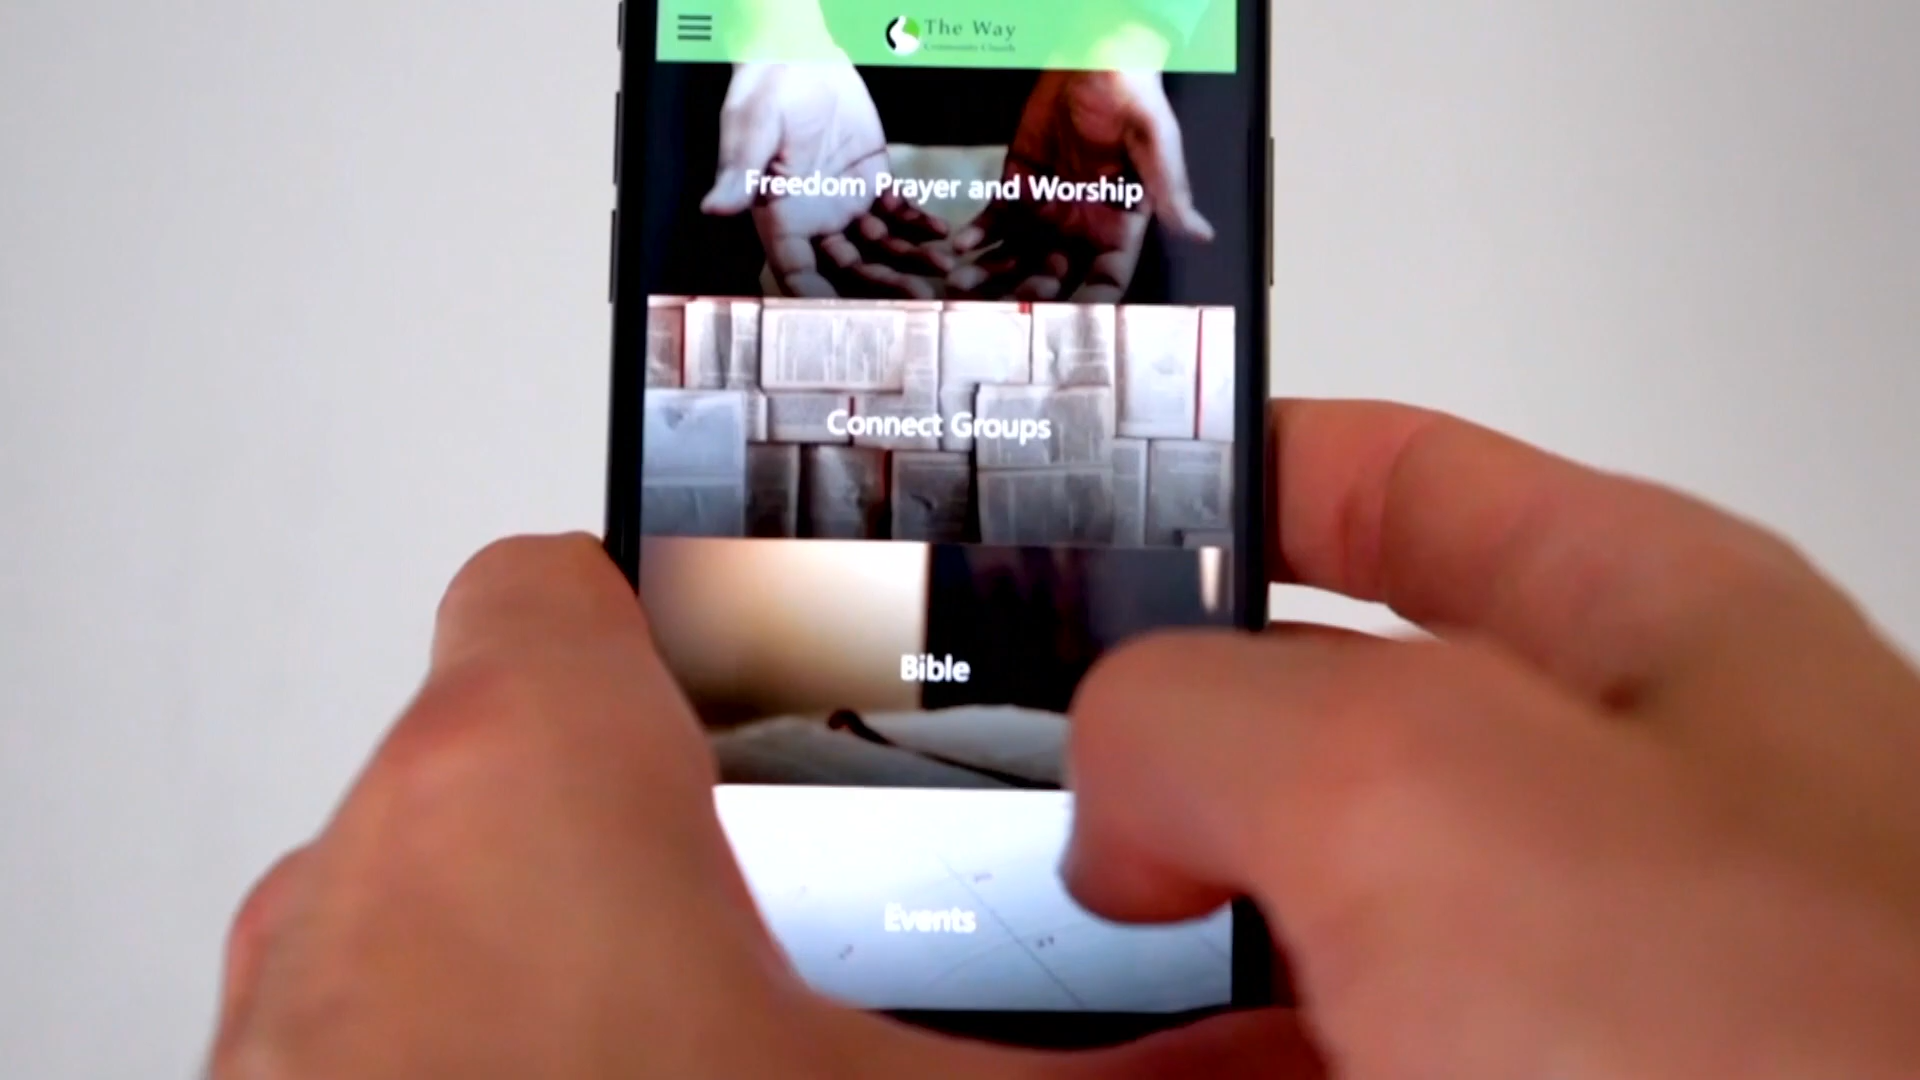 The Way
Community Church
Freedom Prayer and Worship
Connect Groups
Bible
Events